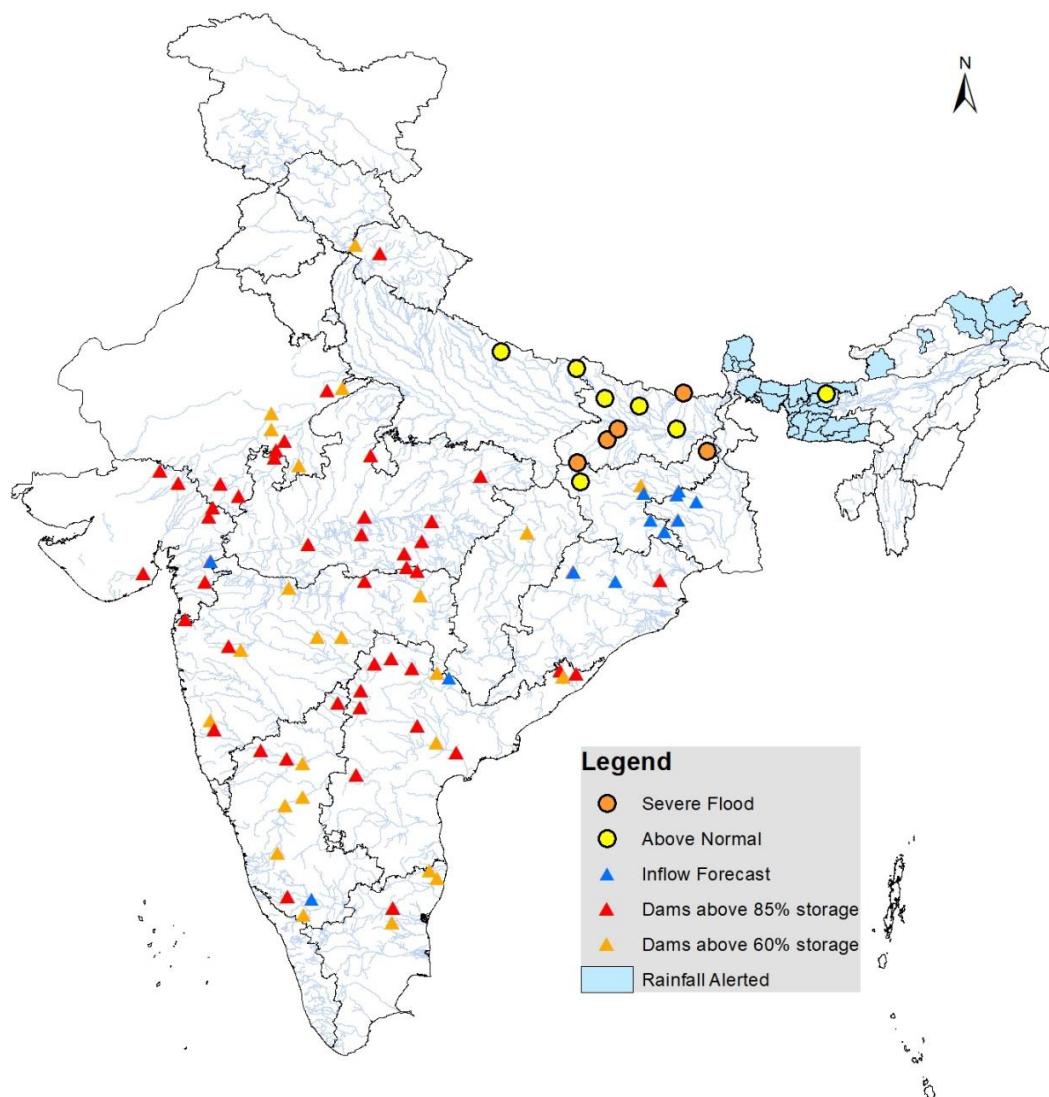 N
Legend
Severe Flood
Above Normal
Inflow Forecast
Dams above 85% storage
Dams above 60% storage
Rainfall Alerted